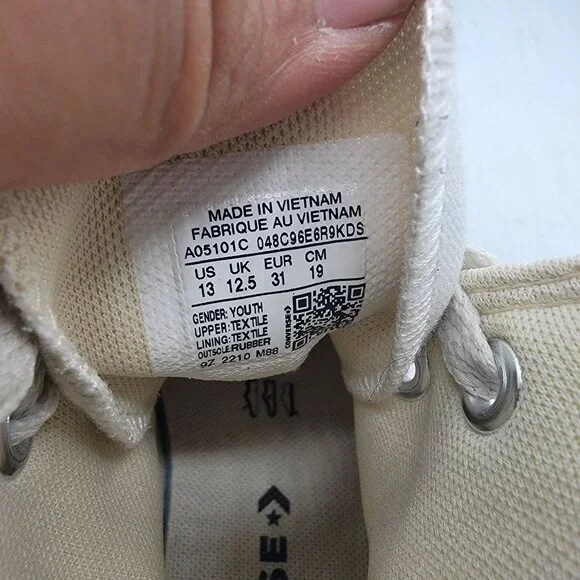 MADE IN VIETNAM
FABRIQUE AU VIETNAM
A05101C 048C96E6R9KDS
US UK EUR CM
13 12.5 31 19
GENDER: YOUTH
UPPER: TEXTILE
LINING: TEXTILE
OUTSOLE: RUBBER
9Z 2210 M88
CONVERSE
SE